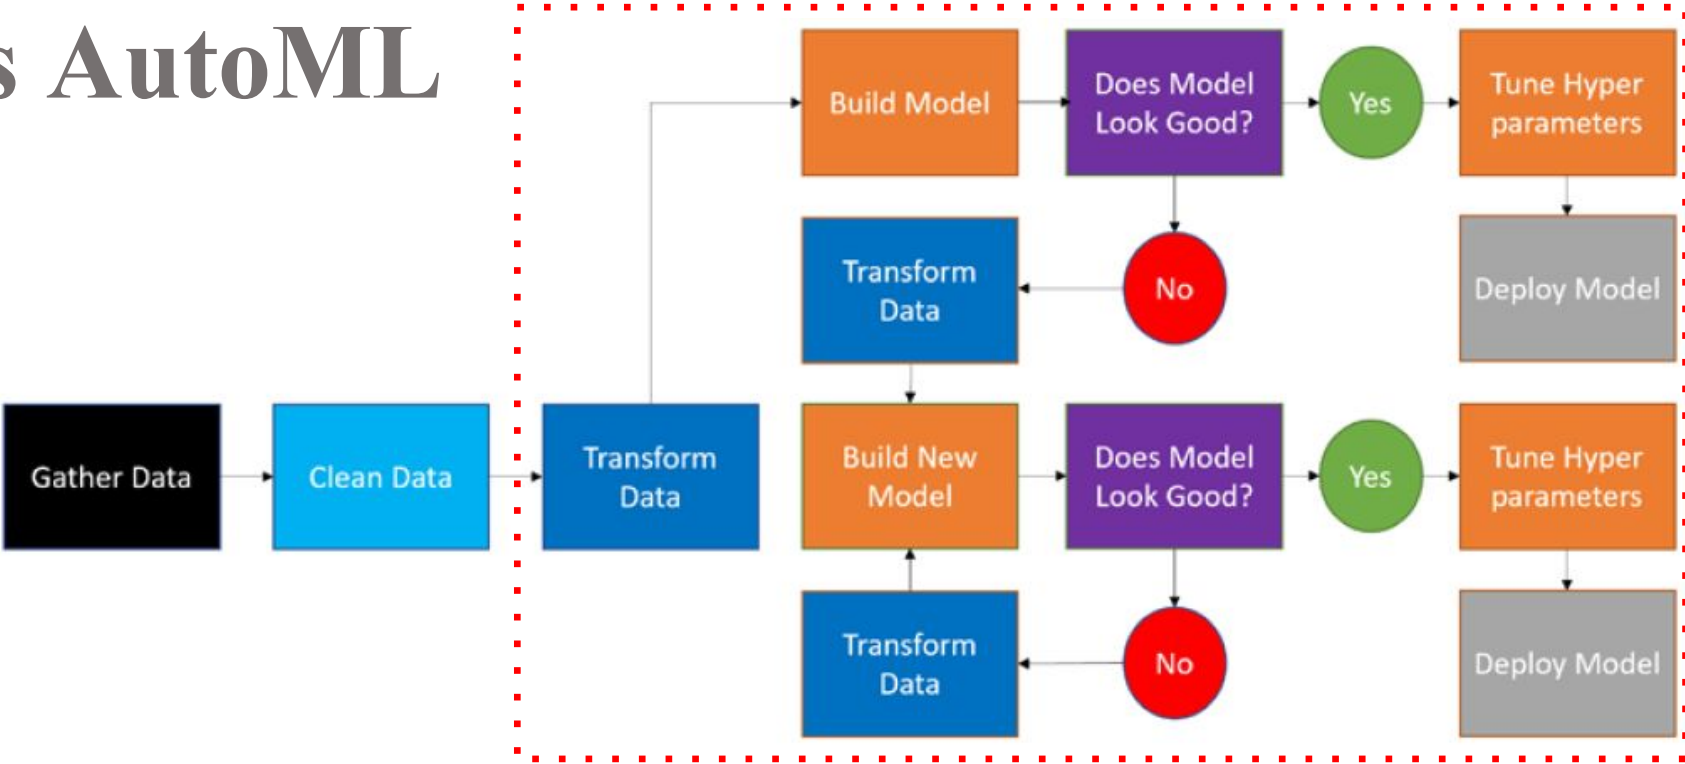 s AutoML
Build Model
Does Model
Look Good?
Yes
Tune Hyper
parameters
Transform
Data
No
Deploy Model
Gather Data
Clean Data
Transform
Data
Build New
Model
Does Model
Look Good?
Yes
Tune Hyper
parameters
Transform
Data
No
Deploy Model